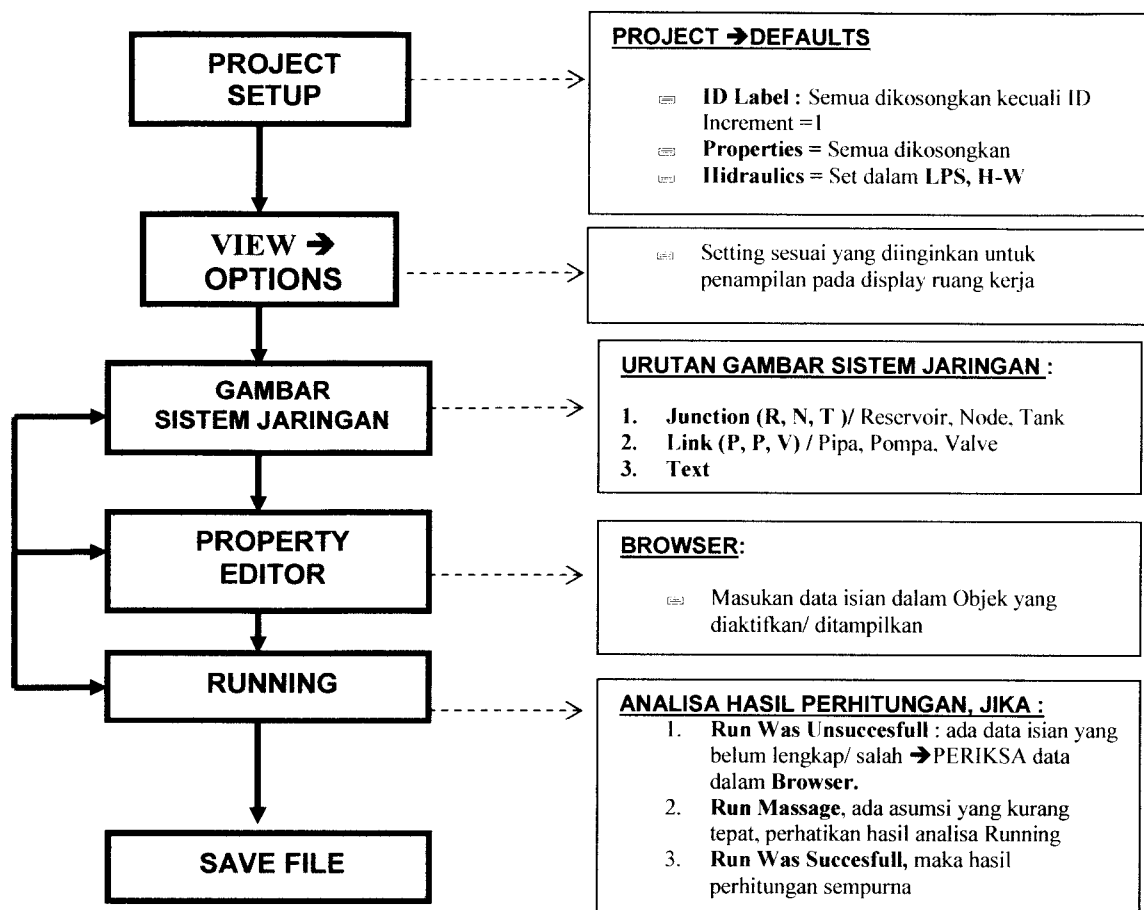 PROJECT
SETUP
PROJECT ➔DEFAULTS
ID Label : Semua dikosongkan kecuali ID
Increment =1
Properties = Semua dikosongkan
Hidraulics = Set dalam LPS, H-W
VIEW ➔
OPTIONS
Setting sesuai yang diinginkan untuk
penampilan pada display ruang kerja
GAMBAR
SISTEM JARINGAN
URUTAN GAMBAR SISTEM JARINGAN :
1. Junction (R, N, T )/ Reservoir, Node, Tank
2. Link (P, P, V) / Pipa, Pompa, Valve
3. Text
PROPERTY
EDITOR
BROWSER:
Masukan data isian dalam Objek yang
diaktifkan/ ditampilkan
RUNNING
ANALISA HASIL PERHITUNGAN, JIKA :
1. Run Was Unsuccesfull : ada data isian yang
belum lengkap/ salah ➔PERIKSA data
dalam Browser.
2. Run Massage, ada asumsi yang kurang
tepat, perhatikan hasil analisa Running
3. Run Was Succesfull, maka hasil
perhitungan sempurna
SAVE FILE